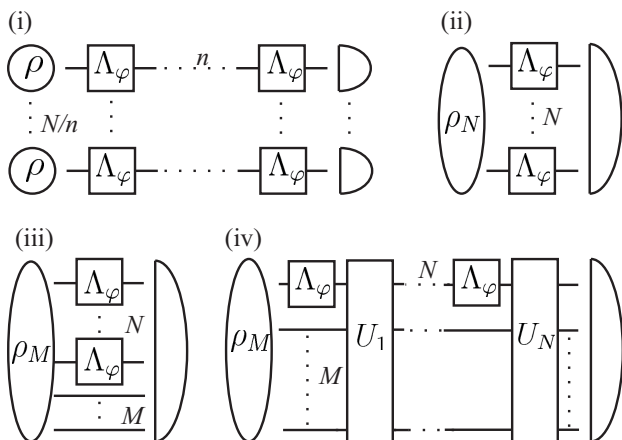 (i)
ρ Λφ n Λφ
N/n
ρ Λφ Λφ
(ii)
Λφ
ρN N
Λφ
(iii)
Λφ
N
ρM Λφ
M
(iv)
Λφ N Λφ
ρM U1 UN
M